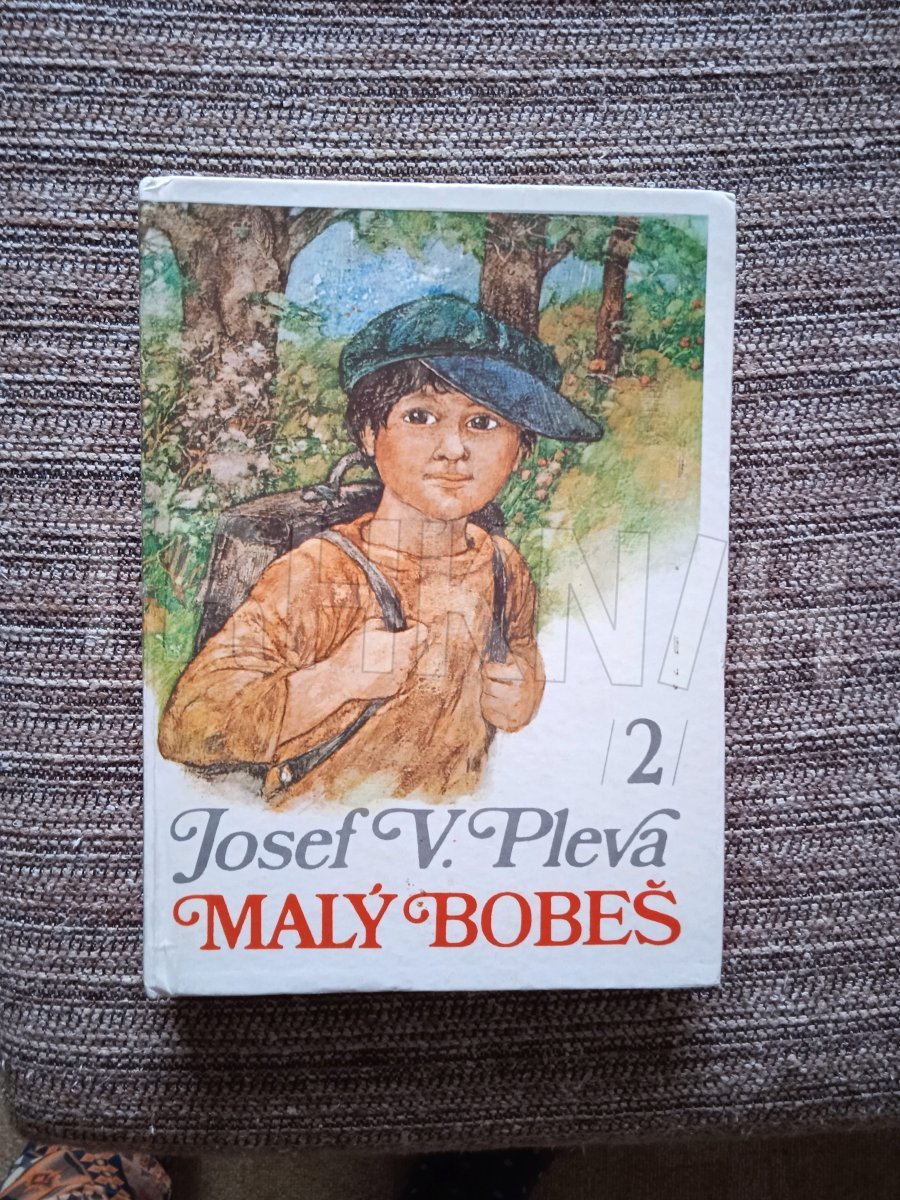 /2/
Josef V. Pleva
MALÝ BOBEŠ